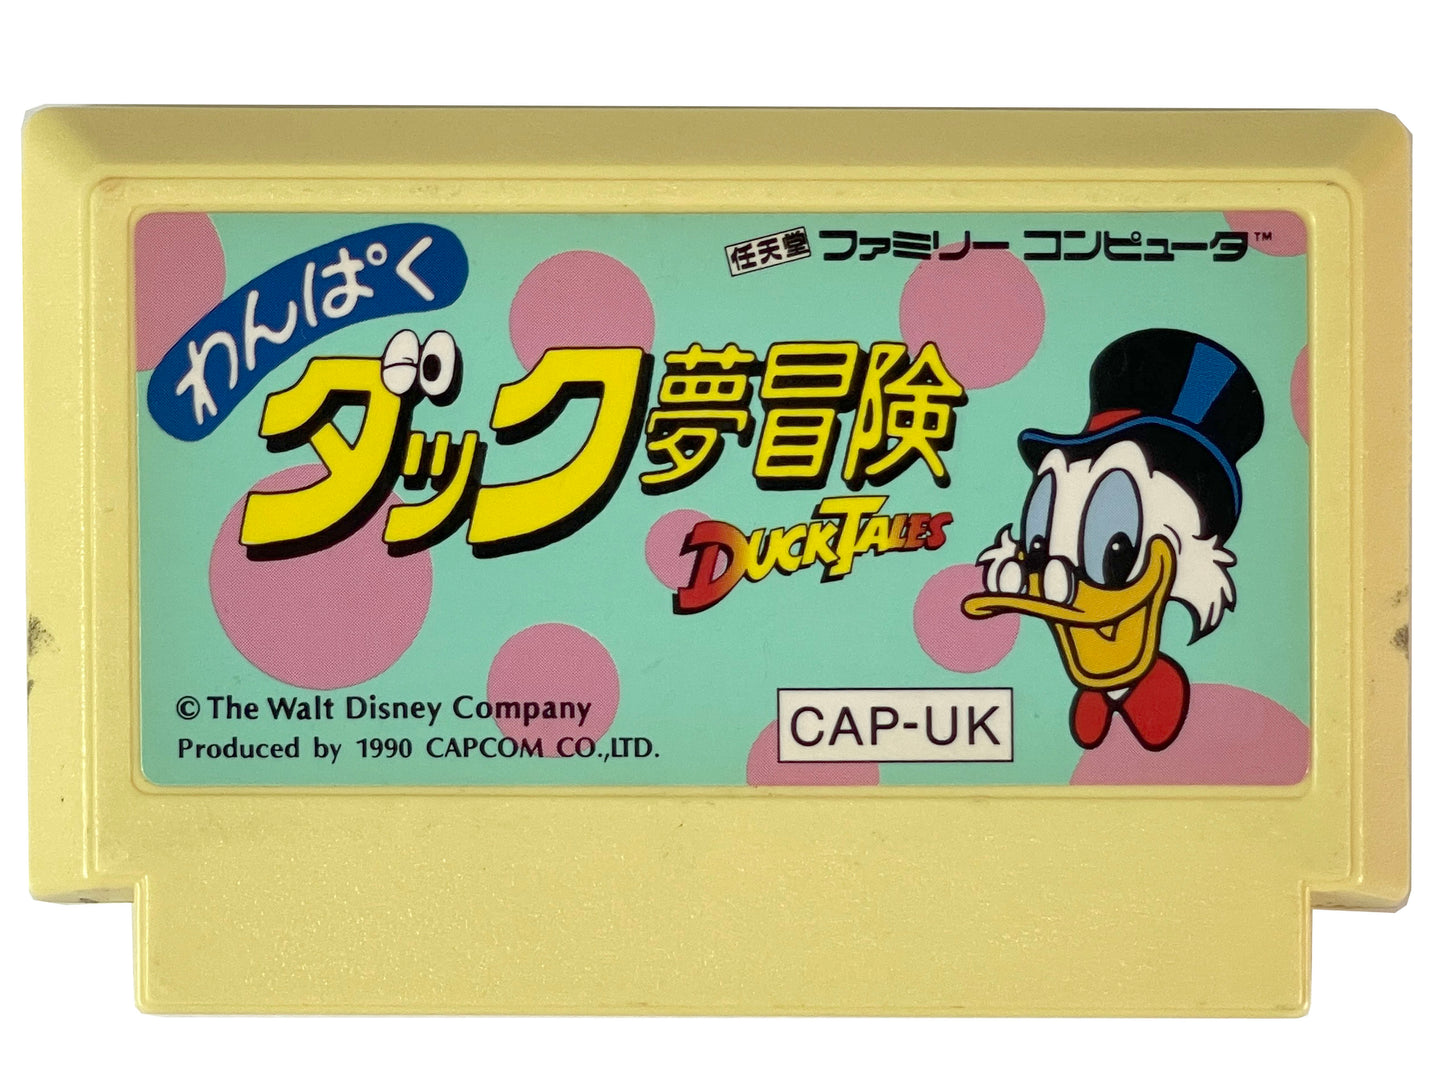 任天堂 ファミリー コンピュータ™
わんぱく
ダック夢冒険
DUCKTALES
© The Walt Disney Company
Produced by 1990 CAPCOM CO.,LTD.
CAP-UK